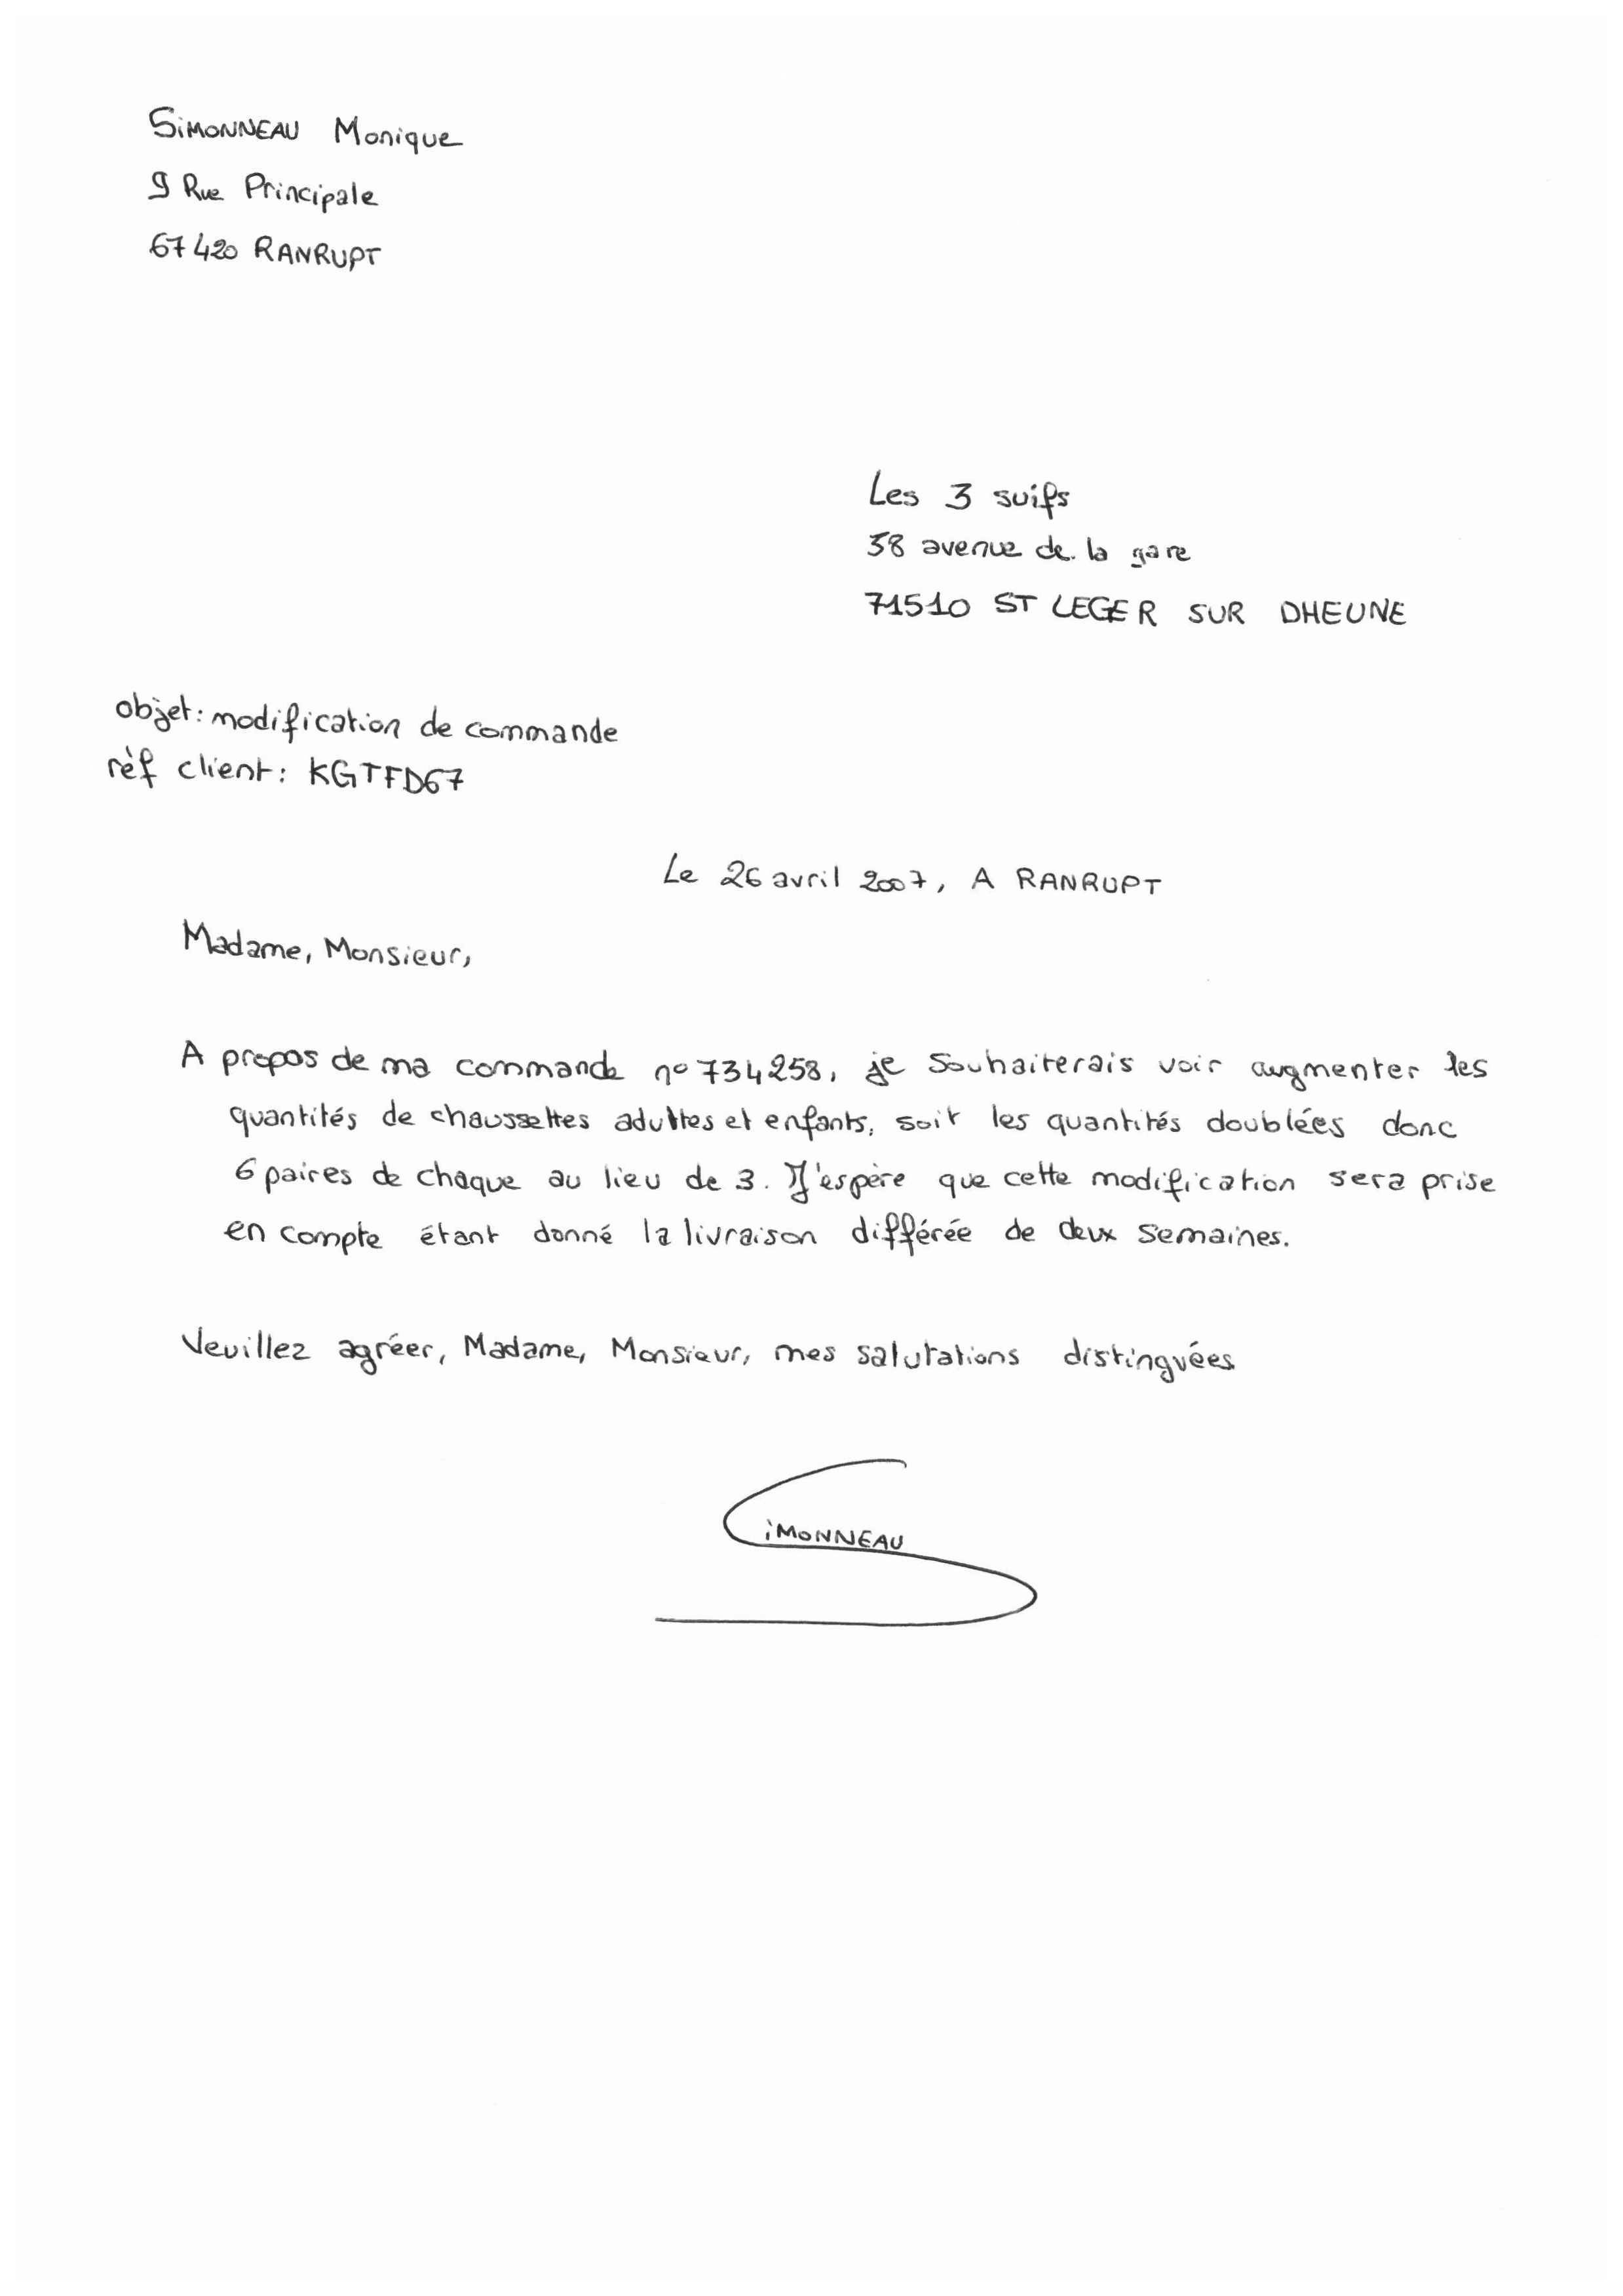 SIMONNEAU Monique
9 Rue Principale
67420 RANRUPT
Les 3 suifs
38 avenue de la gare
71510 ST LEGER SUR DHEUNE
objet: modification de commande
rèf client: KGTFD67
Le 26 avril 2007, A RANRUPT
Madame, Monsieur,
A propos de ma commande n° 734258, je souhaiterais voir augmenter les
quantités de chaussettes adultes et enfants, soit les quantités doublées donc
6 paires de chaque au lieu de 3. J'espère que cette modification sera prise
en compte étant donné la livraison différée de deux semaines.
Veuillez agréer, Madame, Monsieur, mes salutations distinguées
SIMONNEAU